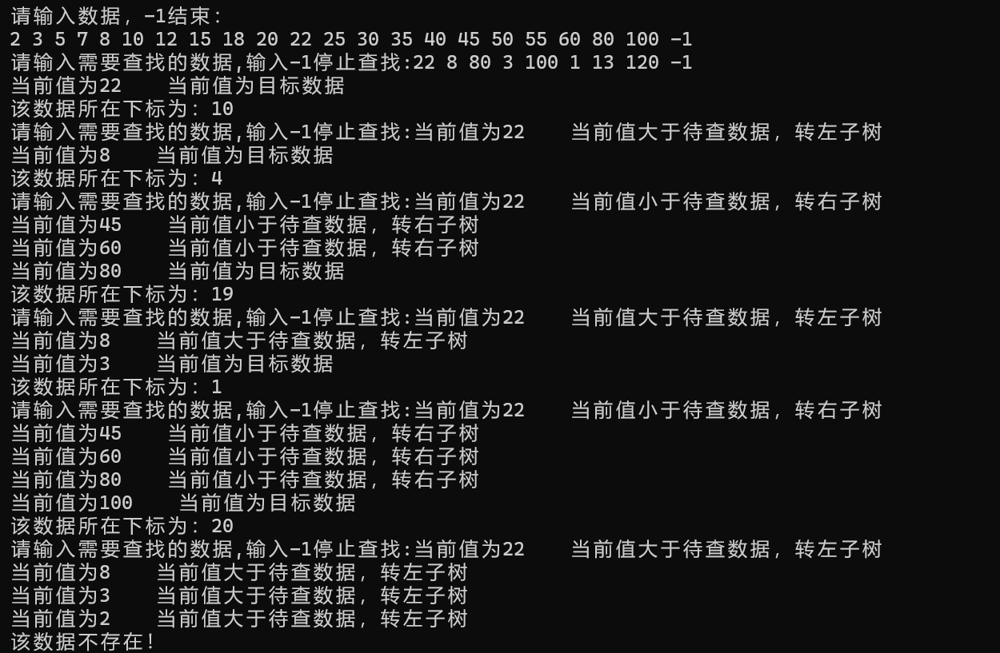 请输入数据，-1结束：
2 3 5 7 8 10 12 15 18 20 22 25 30 35 40 45 50 55 60 80 100 -1
请输入需要查找的数据,输入-1停止查找:22 8 80 3 100 1 13 120 -1
当前值为22    当前值为目标数据
该数据所在下标为：10
请输入需要查找的数据,输入-1停止查找:当前值为22    当前值大于待查数据，转左子树
当前值为8    当前值为目标数据
该数据所在下标为：4
请输入需要查找的数据,输入-1停止查找:当前值为22    当前值小于待查数据，转右子树
当前值为45    当前值小于待查数据，转右子树
当前值为60    当前值小于待查数据，转右子树
当前值为80    当前值为目标数据
该数据所在下标为：19
请输入需要查找的数据,输入-1停止查找:当前值为22    当前值大于待查数据，转左子树
当前值为8    当前值大于待查数据，转左子树
当前值为3    当前值为目标数据
该数据所在下标为：1
请输入需要查找的数据,输入-1停止查找:当前值为22    当前值小于待查数据，转右子树
当前值为45    当前值小于待查数据，转右子树
当前值为60    当前值小于待查数据，转右子树
当前值为80    当前值小于待查数据，转右子树
当前值为100    当前值为目标数据
该数据所在下标为：20
请输入需要查找的数据,输入-1停止查找:当前值为22    当前值大于待查数据，转左子树
当前值为8    当前值大于待查数据，转左子树
当前值为3    当前值大于待查数据，转左子树
当前值为2    当前值大于待查数据，转左子树
该数据不存在！